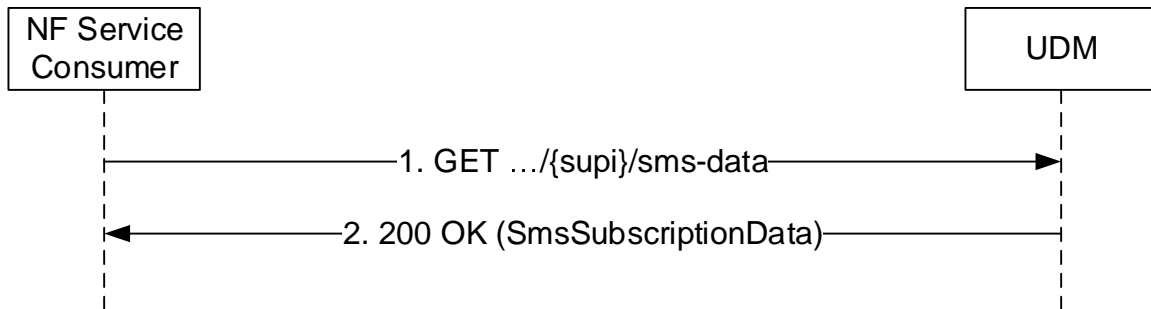 NF Service
Consumer
UDM
1. GET …/{supi}/sms-data
2. 200 OK (SmsSubscriptionData)